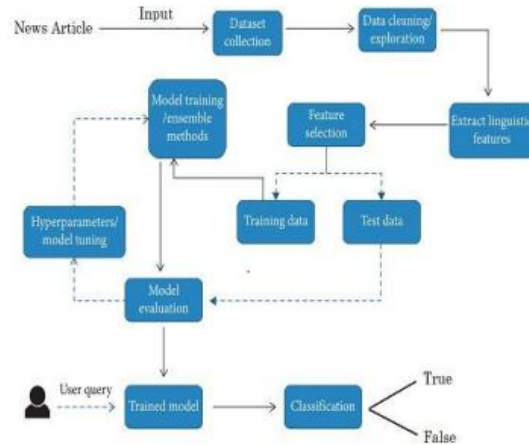 News Article
Input
Dataset
collection
Data cleaning/
exploration
Model training
/ensemble
methods
Feature
selection
Extract linguistic
features
Hyperparameters/
model tuning
Training data
Test data
Model
evaluation
User query
Trained model
Classification
True
False